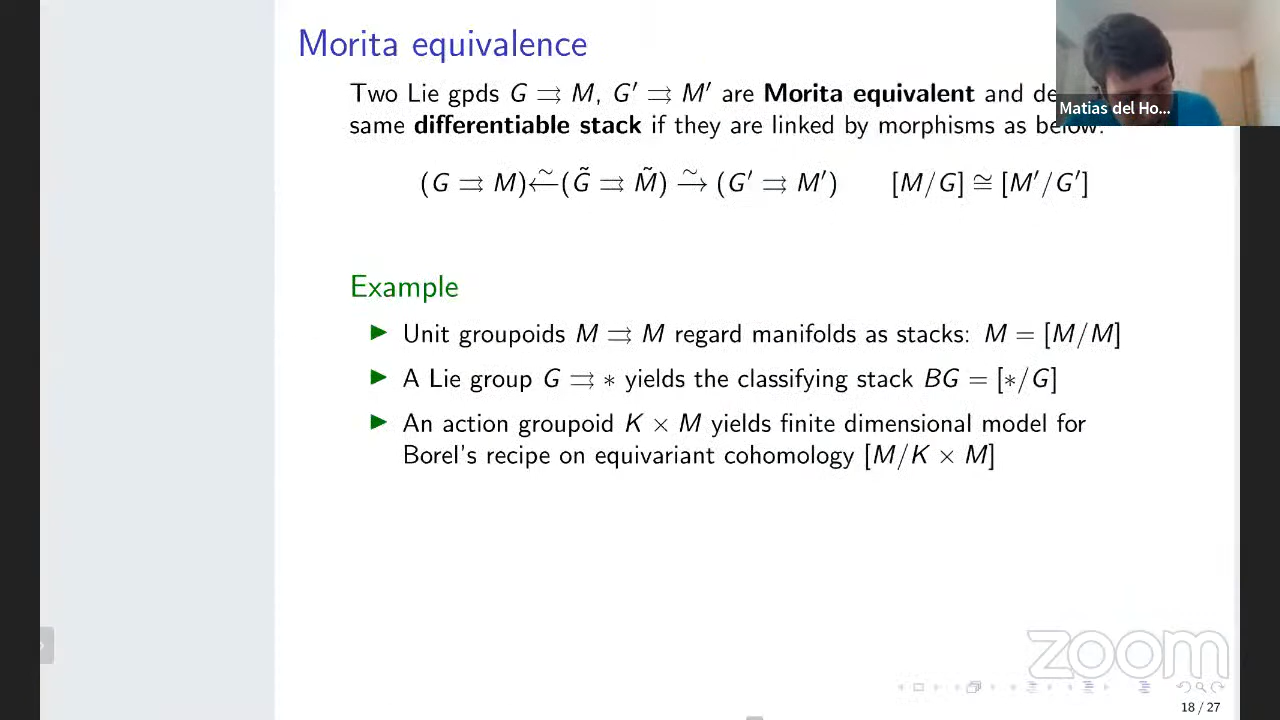 Morita equivalence
Two Lie gpds G ⇉ M, G′ ⇉ M′ are Morita equivalent and de
same differentiable stack if they are linked by morphisms as below:
(G ⇉ M) ←∼ (G̃ ⇉ M̃) ∼→ (G′ ⇉ M′) [M/G] ≅ [M′/G′]
Example
▶ Unit groupoids M ⇉ M regard manifolds as stacks: M = [M/M]
▶ A Lie group G ⇉ ∗ yields the classifying stack BG = [∗/G]
▶ An action groupoid K × M yields finite dimensional model for
Borel's recipe on equivariant cohomology [M/K × M]
Matias del Ho...
zoom
18 / 27